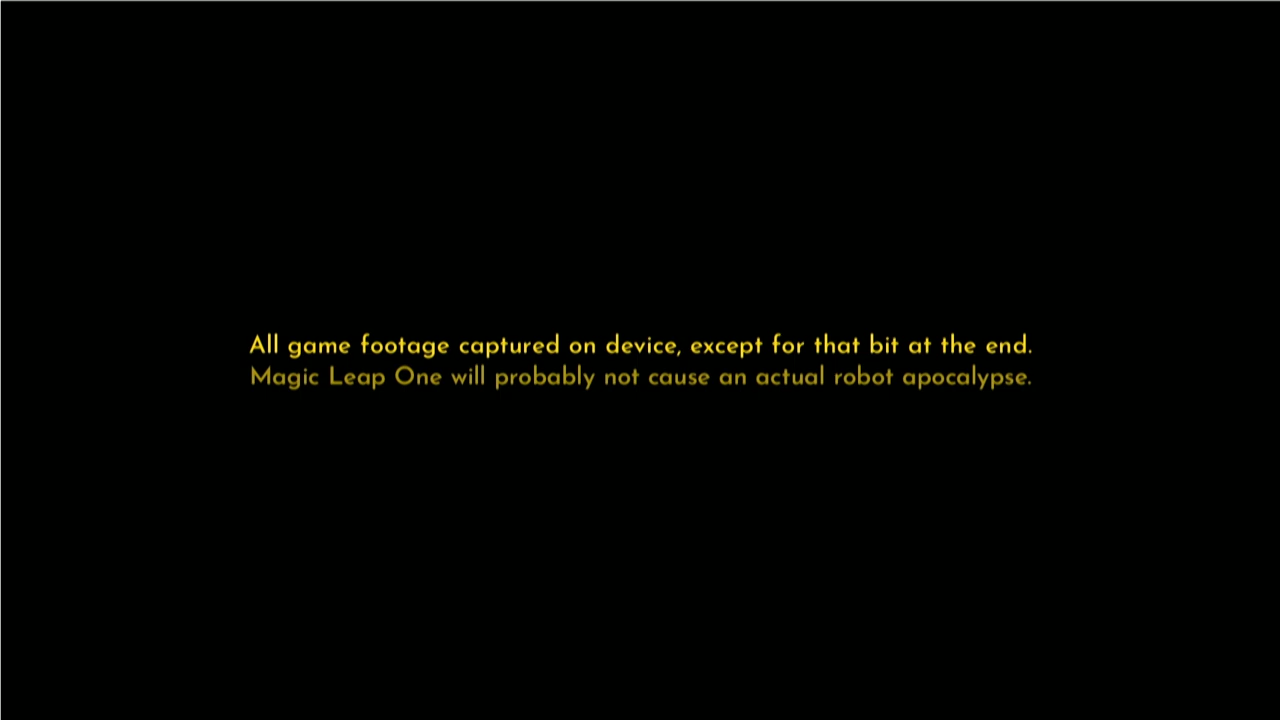 All game footage captured on device, except for that bit at the end.
Magic Leap One will probably not cause an actual robot apocalypse.